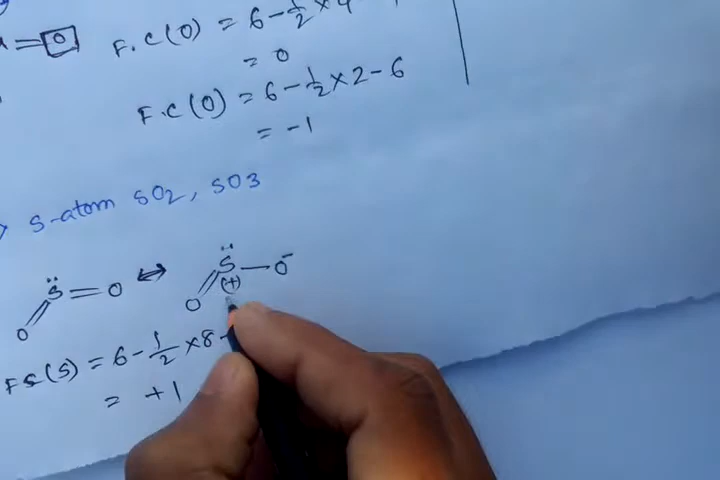 F.C(O) = 6 - 1/2 × 4 -
= 0
= 0
F.C(O) = 6 - 1/2 × 2 - 6
= -1
S-atom SO2, SO3
S = O ↔ S - O-
O O (+)
FC(S) = 6 - 1/2 × 8 -
= +1